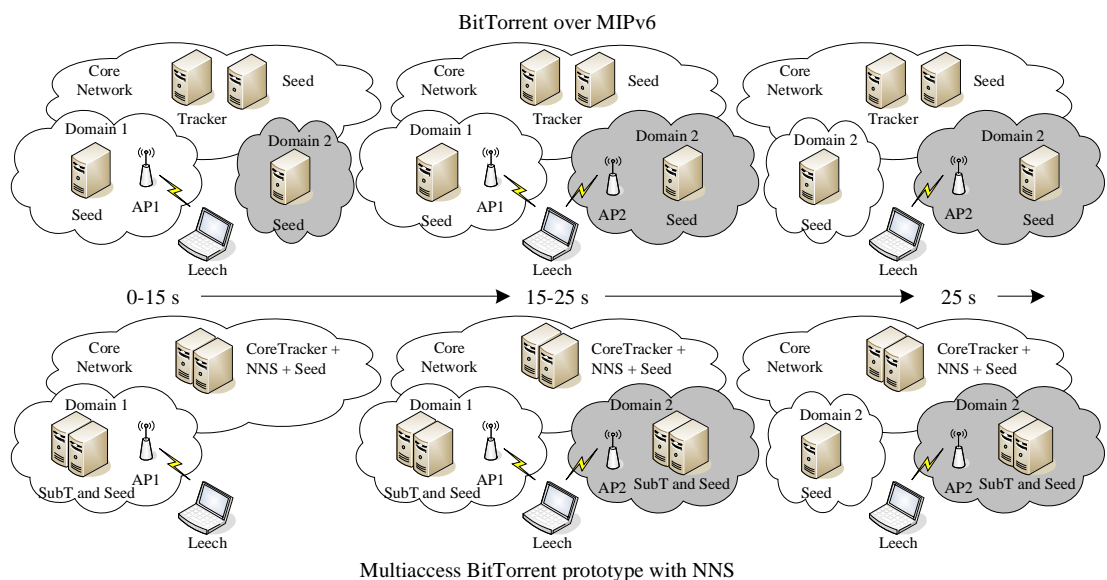 BitTorrent over MIPv6
Core
Network
Seed
Tracker
Domain 1
Domain 2
Seed
AP1
Seed
Leech
Core
Network
Seed
Tracker
Domain 1
Domain 2
Seed
AP1
AP2
Seed
Leech
Core
Network
Seed
Tracker
Domain 2
Domain 2
Seed
AP2
Seed
Leech
0-15 s
15-25 s
25 s
Core
Network
CoreTracker +
NNS + Seed
Domain 1
AP1
SubT and Seed
Leech
Core
Network
CoreTracker +
NNS + Seed
Domain 1
Domain 2
AP1
SubT and Seed
AP2
SubT and Seed
Leech
Core
Network
CoreTracker +
NNS + Seed
Domain 2
Domain 2
Seed
AP2
SubT and Seed
Leech
Multiaccess BitTorrent prototype with NNS